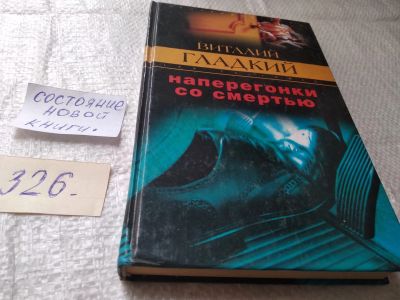 ВИТАЛИЙ
ГЛАДКИЙ
наперегонки
со смертью
СОСТОЯНИЕ
НОВОЙ
КНИГИ.
326.